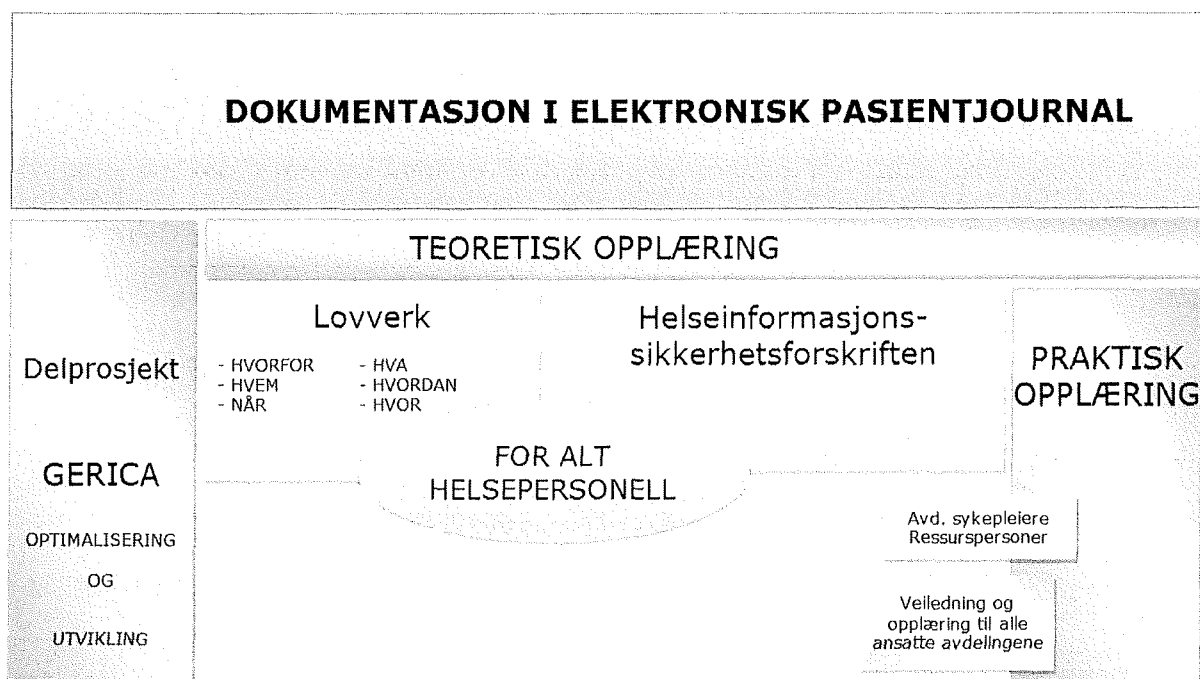 DOKUMENTASJON I ELEKTRONISK PASIENTJOURNAL
TEORETISK OPPLÆRING
Delprosjekt
GERICA
OPTIMALISERING
OG
UTVIKLING
Lovverk
- HVORFOR
- HVEM
- NÅR
- HVA
- HVORDAN
- HVOR
Helseinformasjons-
sikkerhetsforskriften
FOR ALT
HELSEPERSONELL
PRAKTISK
OPPLÆRING
Avd. sykepleiere
Ressurspersoner
Veiledning og
opplæring til alle
ansatte avdelingene